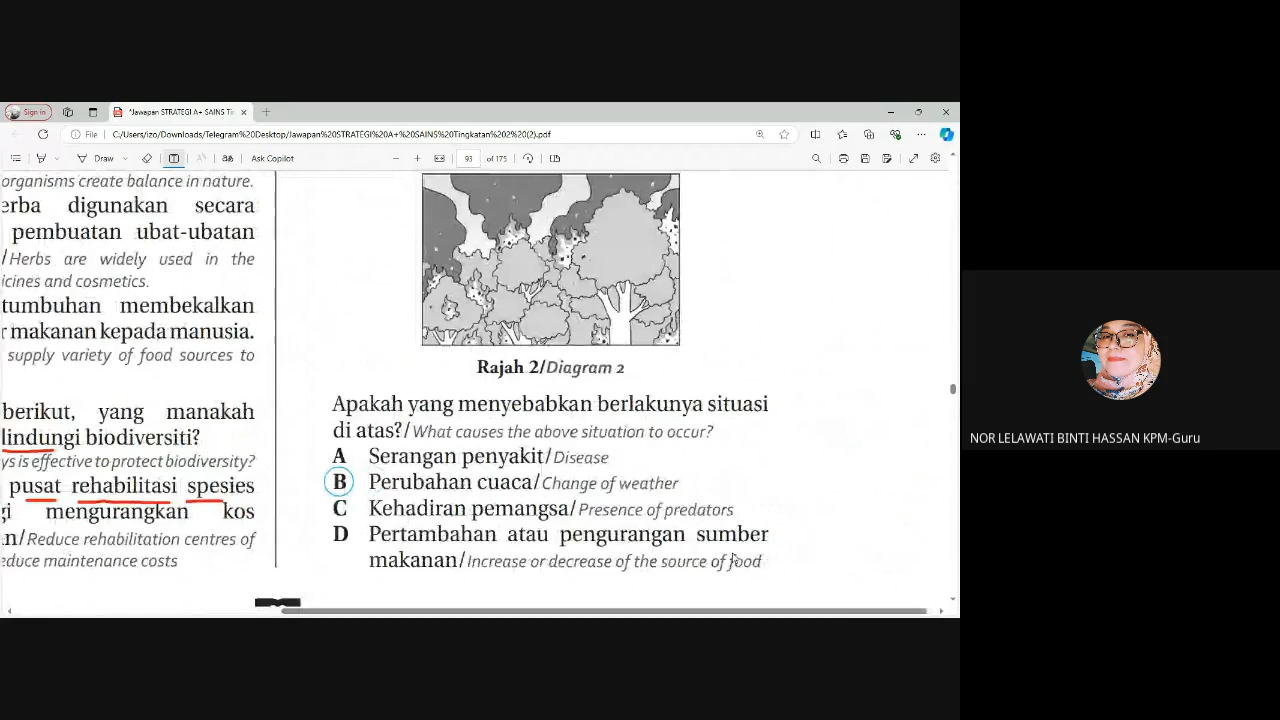 Sign in
*Jawapan STRATEGI A+ SAINS Tin
File
C:/Users/izo/Downloads/Telegram%20Desktop/Jawapan%20STRATEGI%20A+%20SAINS%20Tingkatan%202%20(2).pdf
Draw
Ask Copilot
93
of 175
organisms create balance in nature.
erba digunakan secara
pembuatan ubat-ubatan
/Herbs are widely used in the
icines and cosmetics.
tumbuhan membekalkan
r makanan kepada manusia.
supply variety of food sources to
berikut, yang manakah
lindungi biodiversiti?
ys is effective to protect biodiversity?
pusat rehabilitasi spesies
gi mengurangkan kos
n/Reduce rehabilitation centres of
educe maintenance costs
Rajah 2/Diagram 2
Apakah yang menyebabkan berlakunya situasi
di atas?/What causes the above situation to occur?
A Serangan penyakit/Disease
B Perubahan cuaca/Change of weather
C Kehadiran pemangsa/Presence of predators
D Pertambahan atau pengurangan sumber
makanan/Increase or decrease of the source of food
NOR LELAWATI BINTI HASSAN KPM-Guru